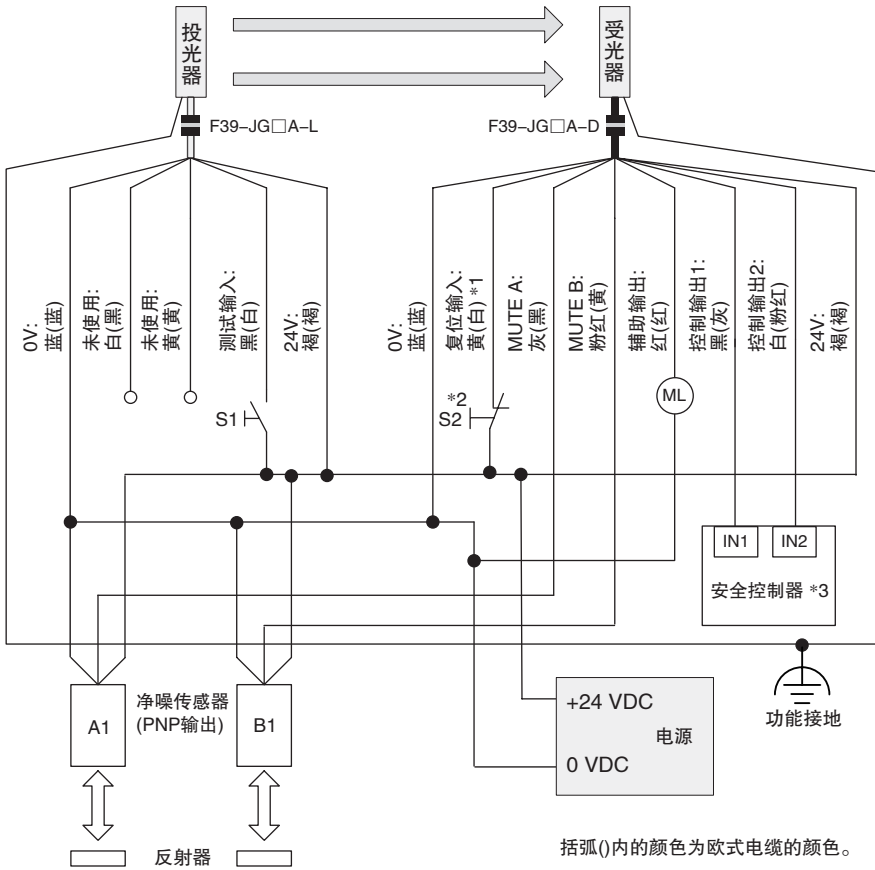 投光器
受光器
F39-JG□A-L
F39-JG□A-D
0V:
蓝(蓝)
未使用:
白(黑)
未使用:
黄(黄)
测试输入:
黑(白)
24V:
褐(褐)
0V:
蓝(蓝)
复位输入:
黄(白) *1
MUTE A:
灰(黑)
MUTE B:
粉红(黄)
辅助输出:
红(红)
控制输出1:
黑(灰)
控制输出2:
白(粉红)
24V:
褐(褐)
S1
*2
S2
ML
IN1
IN2
安全控制器 *3
A1
净噪传感器
(PNP输出)
B1
+24 VDC
电源
0 VDC
功能接地
反射器
括弧()内的颜色为欧式电缆的颜色。